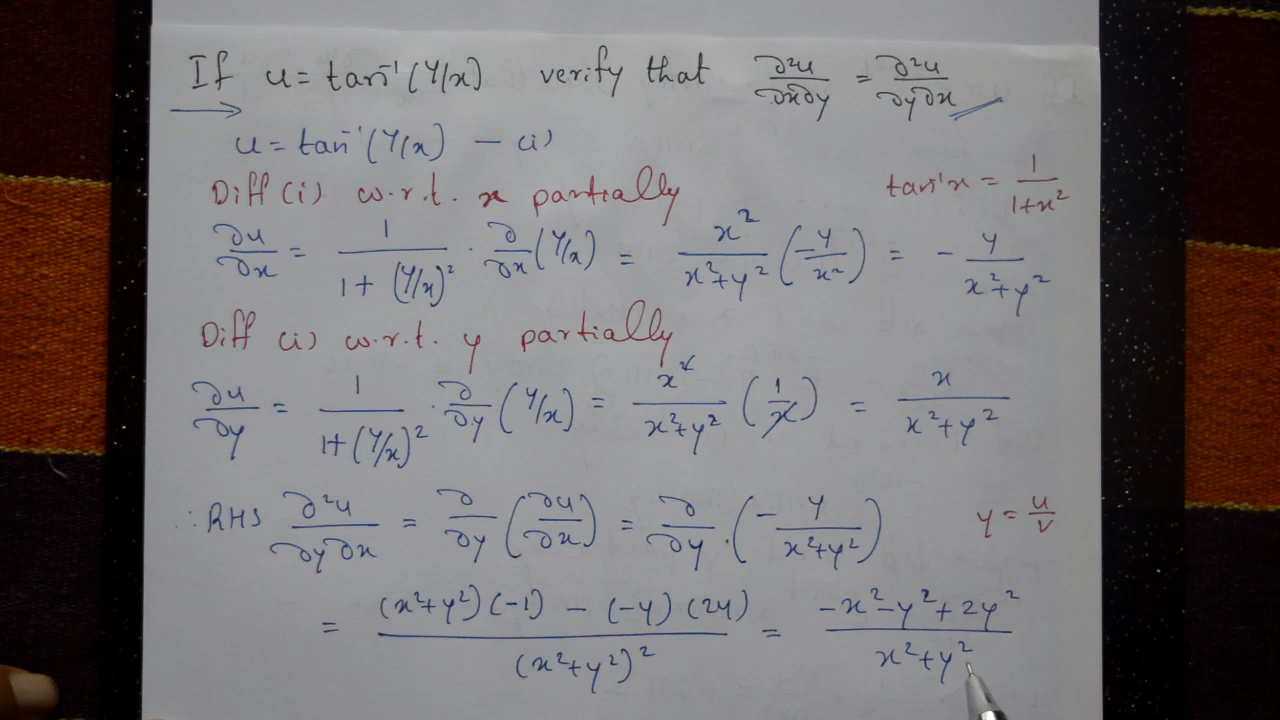 If u = tan⁻¹(y/x) verify that ∂²u/∂x∂y = ∂²u/∂y∂x
u = tan⁻¹(y/x) — (i)
Diff (i) w.r.t. x partially
tan⁻¹x = 1/(1+x²)
∂u/∂x = 1/(1+(y/x)²) · ∂/∂x (y/x) = x²/(x²+y²) (-y/x²) = - y/(x²+y²)
Diff (i) w.r.t. y partially
∂u/∂y = 1/(1+(y/x)²) · ∂/∂y (y/x) = x²/(x²+y²) (1/x) = x/(x²+y²)
∴ RHS ∂²u/∂y∂x = ∂/∂y (∂u/∂x) = ∂/∂y · (- y/(x²+y²)) y = u/v
= ((x²+y²)(-1) - (-y)(2y))/(x²+y²)² = (-x²-y²+2y²)/(x²+y²